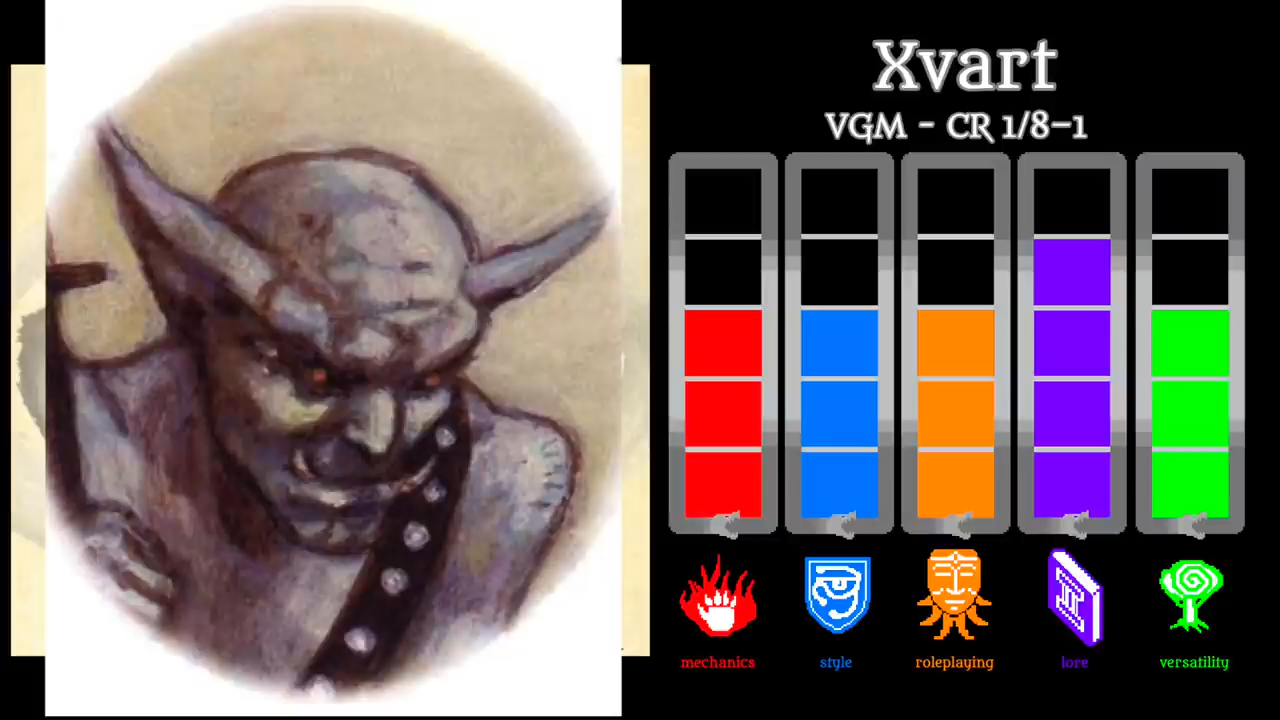 Xvart
VGM - CR 1/8-1
mechanics
style
roleplaying
lore
versatility